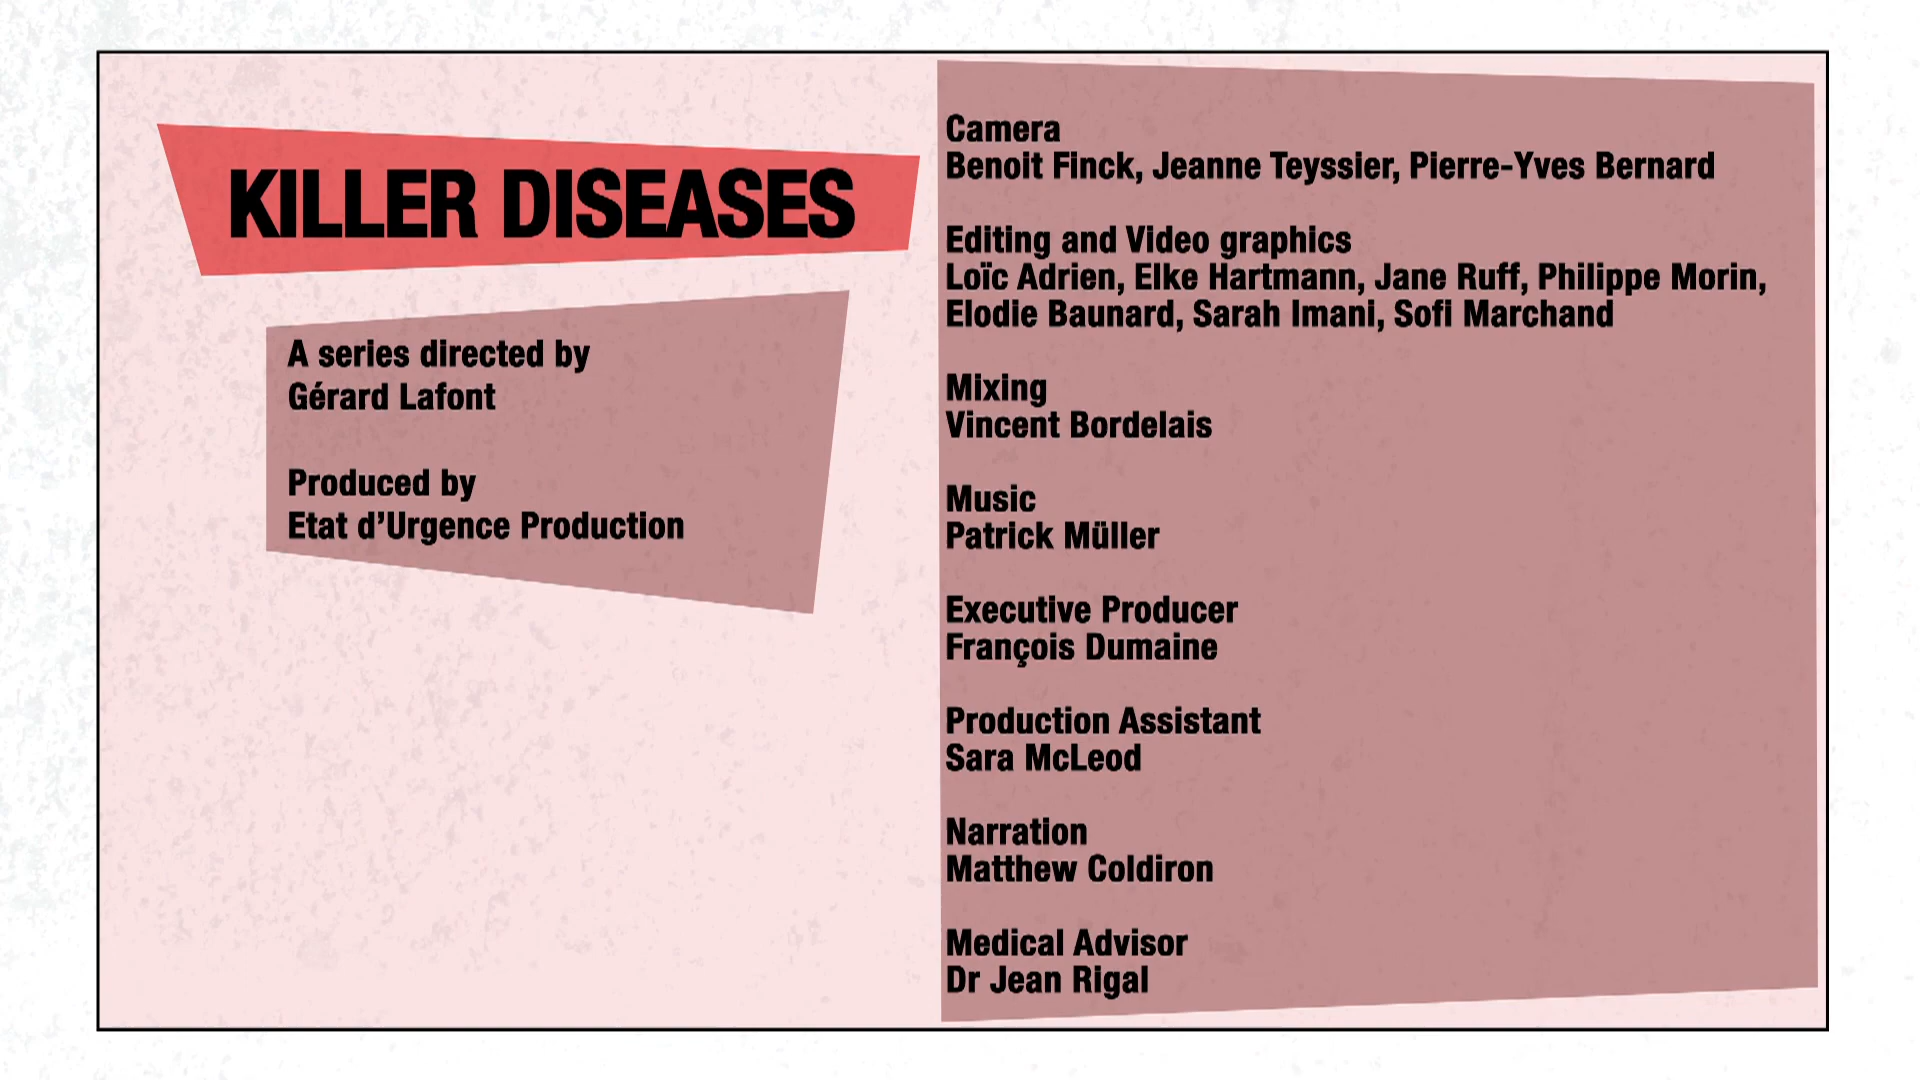 KILLER DISEASES
A series directed by
Gérard Lafont
Produced by
Etat d’Urgence Production
Camera
Benoit Finck, Jeanne Teyssier, Pierre-Yves Bernard
Editing and Video graphics
Loïc Adrien, Elke Hartmann, Jane Ruff, Philippe Morin,
Elodie Baunard, Sarah Imani, Sofi Marchand
Mixing
Vincent Bordelais
Music
Patrick Müller
Executive Producer
François Dumaine
Production Assistant
Sara McLeod
Narration
Matthew Coldiron
Medical Advisor
Dr Jean Rigal